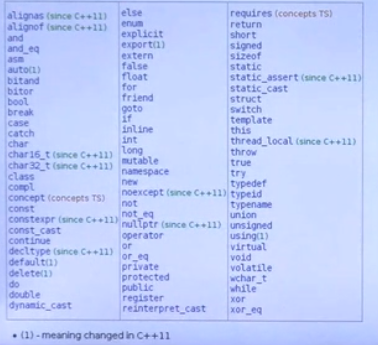 alignas (since C++11)
alignof (since C++11)
and
and_eq
asm
auto(1)
bitand
bitor
bool
break
case
catch
char
char16_t (since C++11)
char32_t (since C++11)
class
compl
concept (concepts TS)
const
constexpr (since C++11)
const_cast
continue
decltype (since C++11)
default(1)
delete(1)
do
double
dynamic_cast
else
enum
explicit
export(1)
extern
false
float
for
friend
goto
if
inline
int
long
mutable
namespace
new
noexcept (since C++11)
not
not_eq
nullptr (since C++11)
operator
or
or_eq
private
protected
public
register
reinterpret_cast
requires (concepts TS)
return
short
signed
sizeof
static
static_assert (since C++11)
static_cast
struct
switch
template
this
thread_local (since C++11)
throw
true
try
typedef
typeid
typename
union
unsigned
using(1)
virtual
void
volatile
wchar_t
while
xor
xor_eq
• (1) - meaning changed in C++11